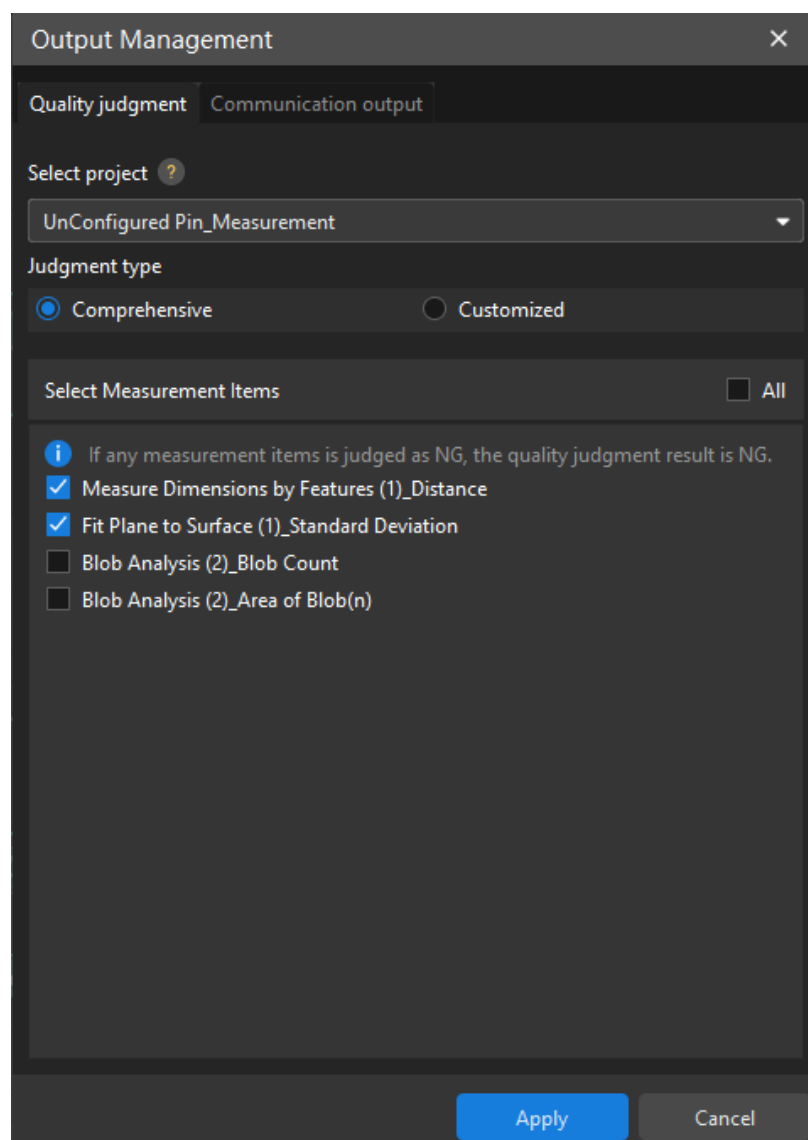 Output Management
Quality judgment Communication output
Select project ?
UnConfigured Pin_Measurement
Judgment type
Comprehensive Customized
Select Measurement Items All
If any measurement items is judged as NG, the quality judgment result is NG.
Measure Dimensions by Features (1)_Distance
Fit Plane to Surface (1)_Standard Deviation
Blob Analysis (2)_Blob Count
Blob Analysis (2)_Area of Blob(n)
Apply Cancel